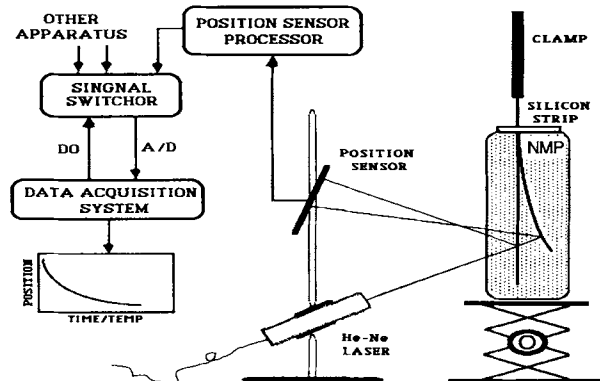 OTHER
APPARATUS
POSITION SENSOR
PROCESSOR
SINGNAL
SWITCHOR
DO
A/D
DATA ACQUISITION
SYSTEM
POSITION
TIME/TEMP
POSITION
SENSOR
He-Ne
LASER
CLAMP
SILICON
STRIP
NMP